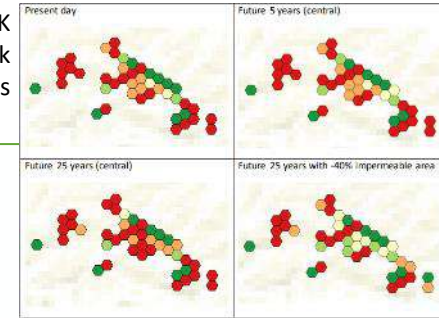 K
k
s
Present day
Future 5 years (central)
Future 25 years (central)
Future 25 years with -40% impermeable area